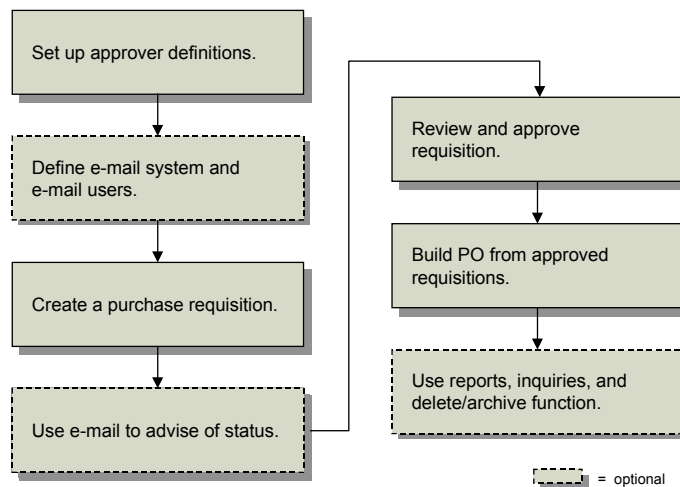 Set up approver definitions.
Define e-mail system and
e-mail users.
Create a purchase requisition.
Use e-mail to advise of status.
Review and approve
requisition.
Build PO from approved
requisitions.
Use reports, inquiries, and
delete/archive function.
= optional